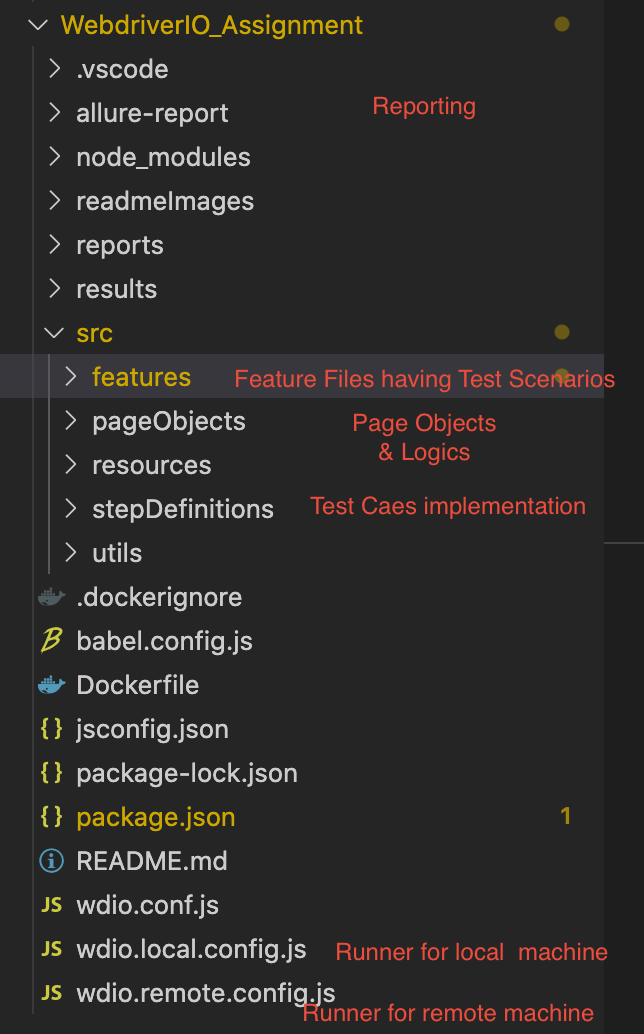 WebdriverIO_Assignment
.vscode
allure-report
Reporting
node_modules
readmeImages
reports
results
src
features
Feature Files having Test Scenarios
pageObjects
Page Objects
& Logics
resources
stepDefinitions
Test Caes implementation
utils
.dockerignore
babel.config.js
Dockerfile
{} jsconfig.json
{} package-lock.json
{} package.json 1
README.md
JS wdio.conf.js
JS wdio.local.config.js
Runner for local machine
JS wdio.remote.config.js
Runner for remote machine